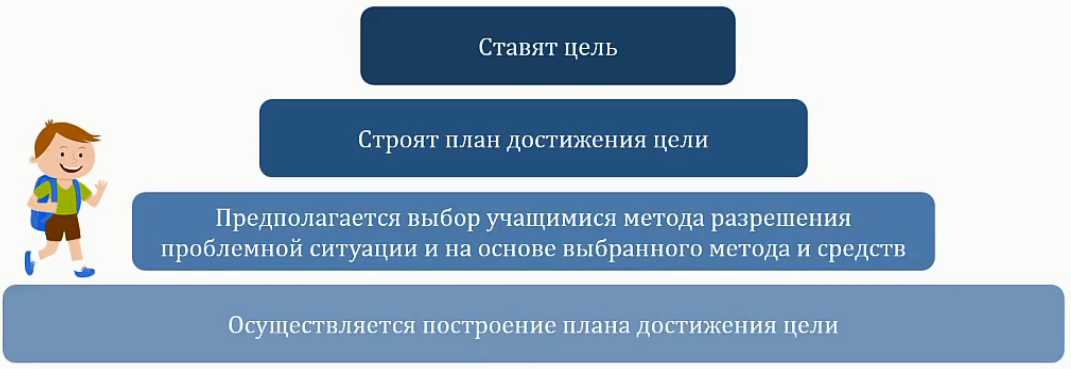 Ставят цель
Строят план достижения цели
Предполагается выбор учащимися метода разрешения
проблемной ситуации и на основе выбранного метода и средств
Осуществляется построение плана достижения цели